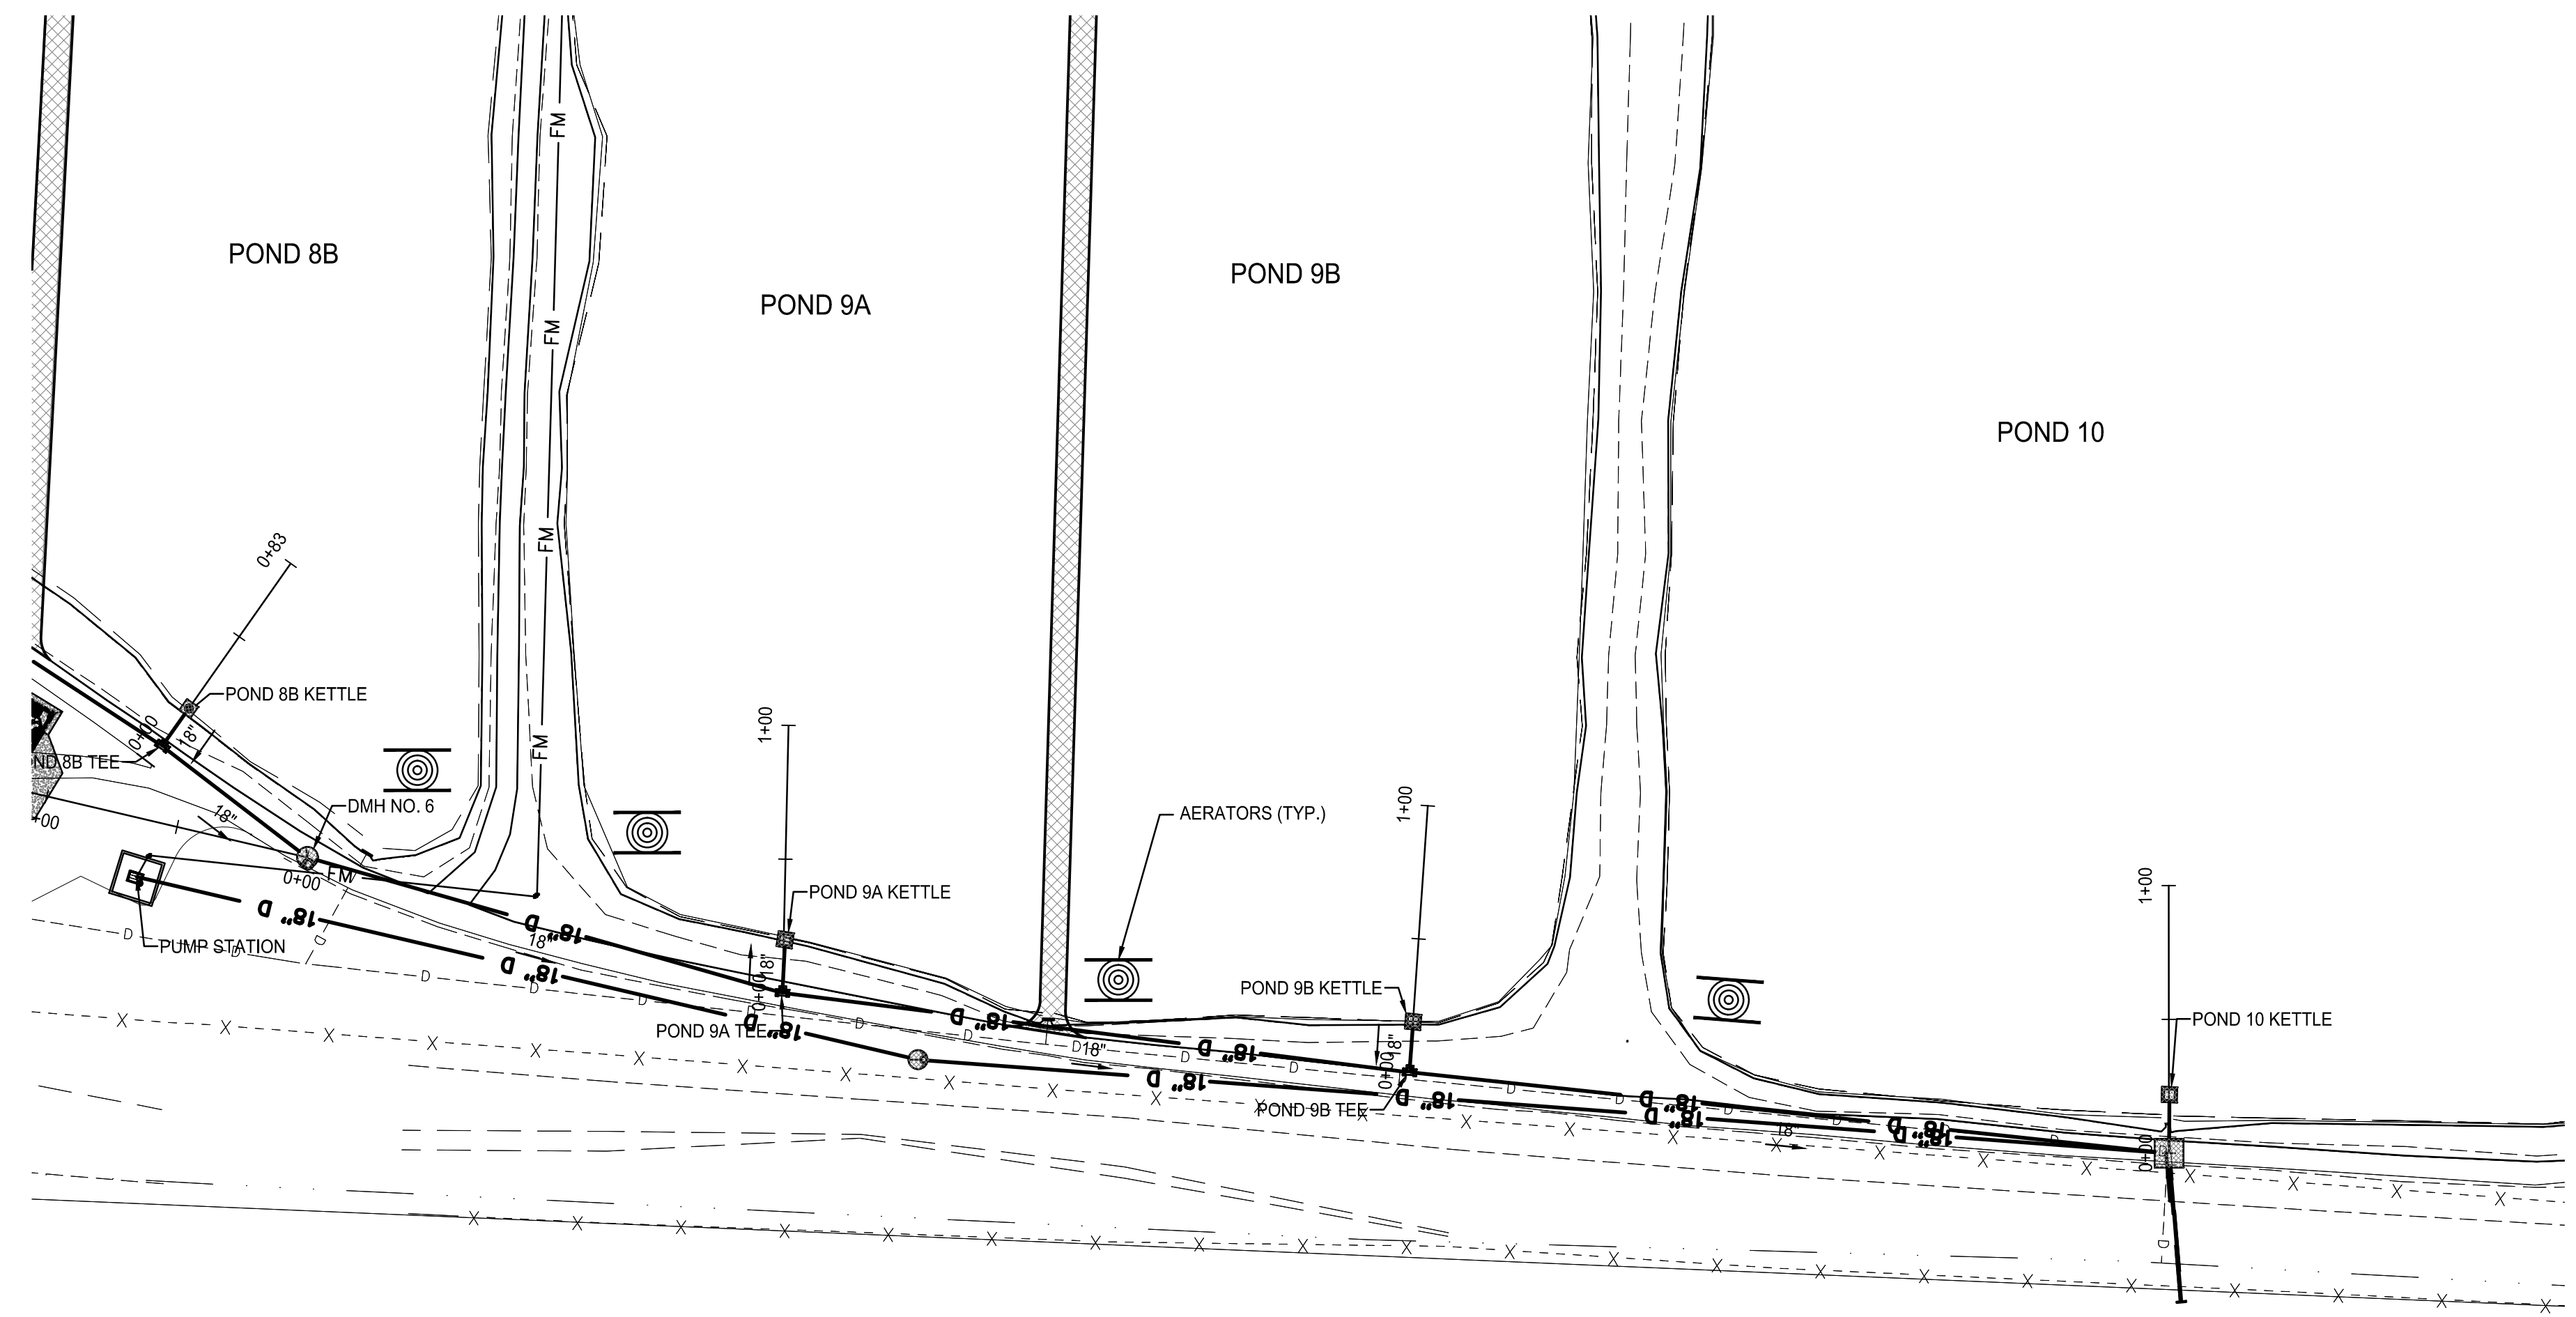 FM
POND 8B
POND 9B
POND 9A
FM
POND 10
FM
0+83
POND 8B KETTLE
1+00
0+00
18"
FM
ND 8B TEE
1+00
DMH NO. 6
AERATORS (TYP.)
18"
+00
FM
0+00
1+00
POND 9A KETTLE
18" D
18" D
D
PUMP STATION
D
D
18"
D
18" D
D
D
0+00
18"
POND 9B KETTLE
18" D
POND 9A TEE
18" D
D
D
D
18"
18" D
D
D
0+00
18"
POND 10 KETTLE
18" D
18" D
POND 9B TEE
D
D
D
18" D
18" D
18"
D
D
18" D
18" D
0+00
D
D